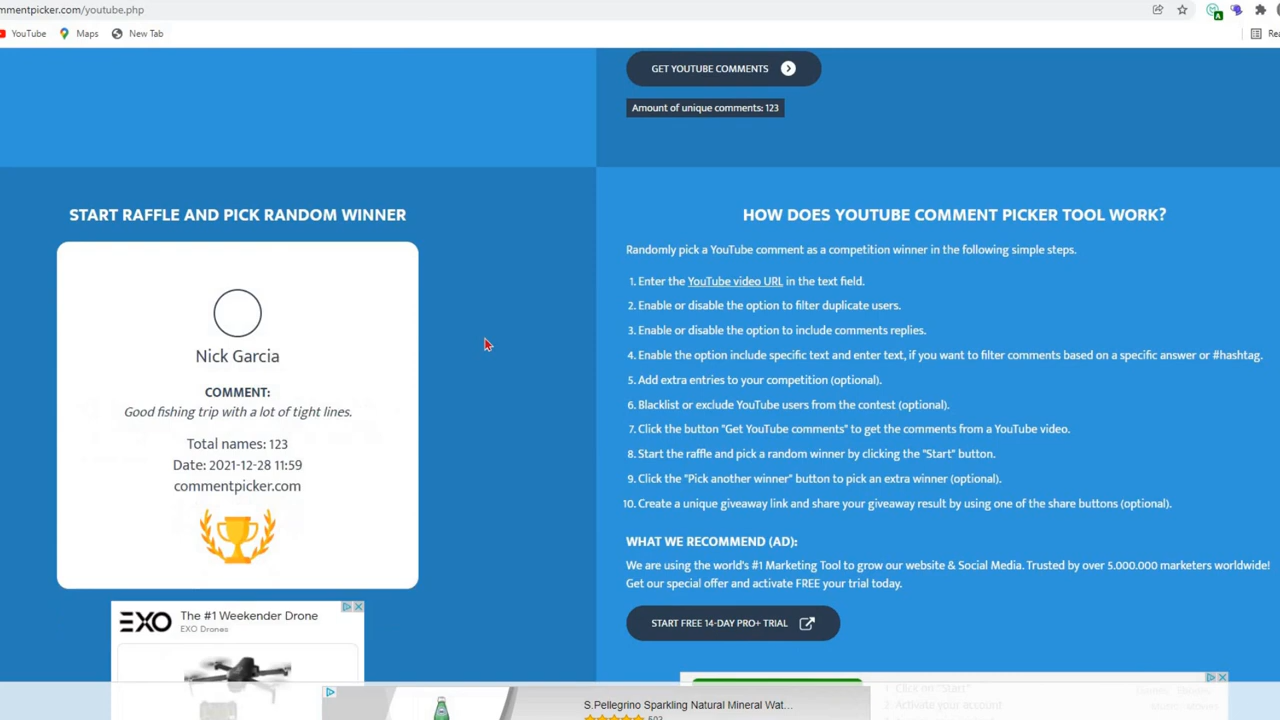 mmentpicker.com/youtube.php
YouTube
Maps
New Tab
Rea
GET YOUTUBE COMMENTS
Amount of unique comments: 123
START RAFFLE AND PICK RANDOM WINNER
Nick Garcia
COMMENT:
Good fishing trip with a lot of tight lines.
Total names: 123
Date: 2021-12-28 11:59
commentpicker.com
EXO
The #1 Weekender Drone
EXO Drones
HOW DOES YOUTUBE COMMENT PICKER TOOL WORK?
Randomly pick a YouTube comment as a competition winner in the following simple steps.
1. Enter the YouTube video URL in the text field.
2. Enable or disable the option to filter duplicate users.
3. Enable or disable the option to include comments replies.
4. Enable the option include specific text and enter text, if you want to filter comments based on a specific answer or #hashtag.
5. Add extra entries to your competition (optional).
6. Blacklist or exclude YouTube users from the contest (optional).
7. Click the button "Get YouTube comments" to get the comments from a YouTube video.
8. Start the raffle and pick a random winner by clicking the "Start" button.
9. Click the "Pick another winner" button to pick an extra winner (optional).
10. Create a unique giveaway link and share your giveaway result by using one of the share buttons (optional).
WHAT WE RECOMMEND (AD):
We are using the world's #1 Marketing Tool to grow our website & Social Media. Trusted by over 5.000.000 marketers worldwide!
Get our special offer and activate FREE your trial today.
START FREE 14-DAY PRO+ TRIAL
S.Pellegrino Sparkling Natural Mineral Wat...
503
1. Click on "Start"
2. Activate your account